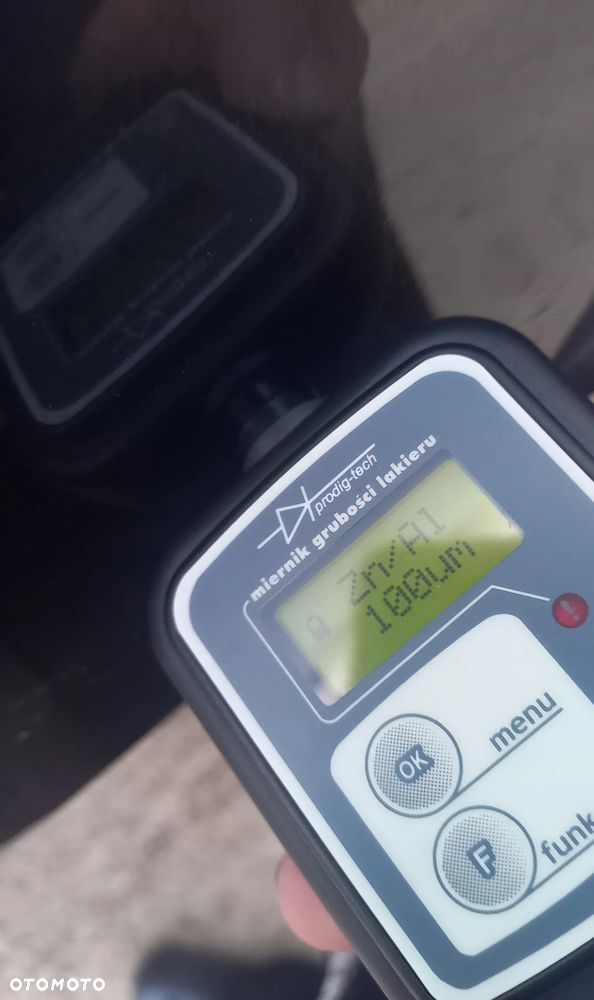 prodig-tech
miernik grubości lakieru
Zn/Al
100um
OK
menu
F
funk
OTOMOTO